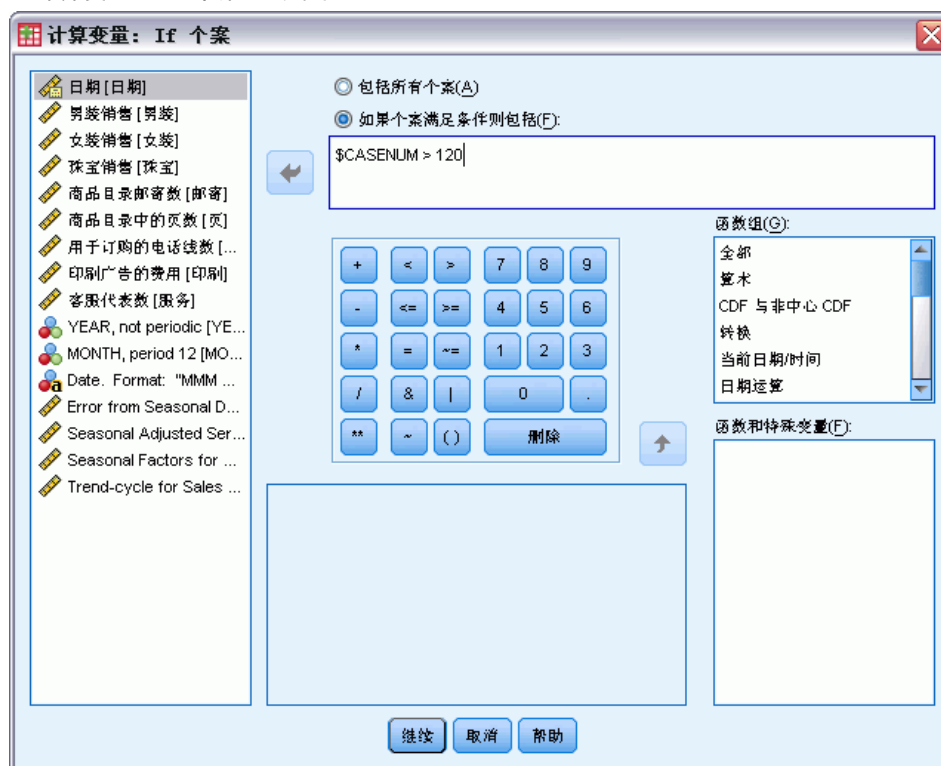 计算变量: If 个案
日期 [日期]
男装销售 [男装]
女装销售 [女装]
珠宝销售 [珠宝]
商品目录邮寄数 [邮寄]
商品目录中的页数 [页]
用于订购的电话线数 [...
印刷广告的费用 [印刷]
客服代表数 [服务]
YEAR, not periodic [YE...
MONTH, period 12 [MO...
Date. Format: "MMM ...
Error from Seasonal D...
Seasonal Adjusted Ser...
Seasonal Factors for ...
Trend-cycle for Sales ...
包括所有个案(A)
如果个案满足条件则包括(F):
$CASENUM > 120
+ < > 7 8 9
- <= >= 4 5 6
* = ~= 1 2 3
/ & | 0 .
** ~ ( ) 删除
函数组(G):
全部
算术
CDF 与非中心 CDF
转换
当前日期/时间
日期运算
函数和特殊变量(F):
继续 取消 帮助